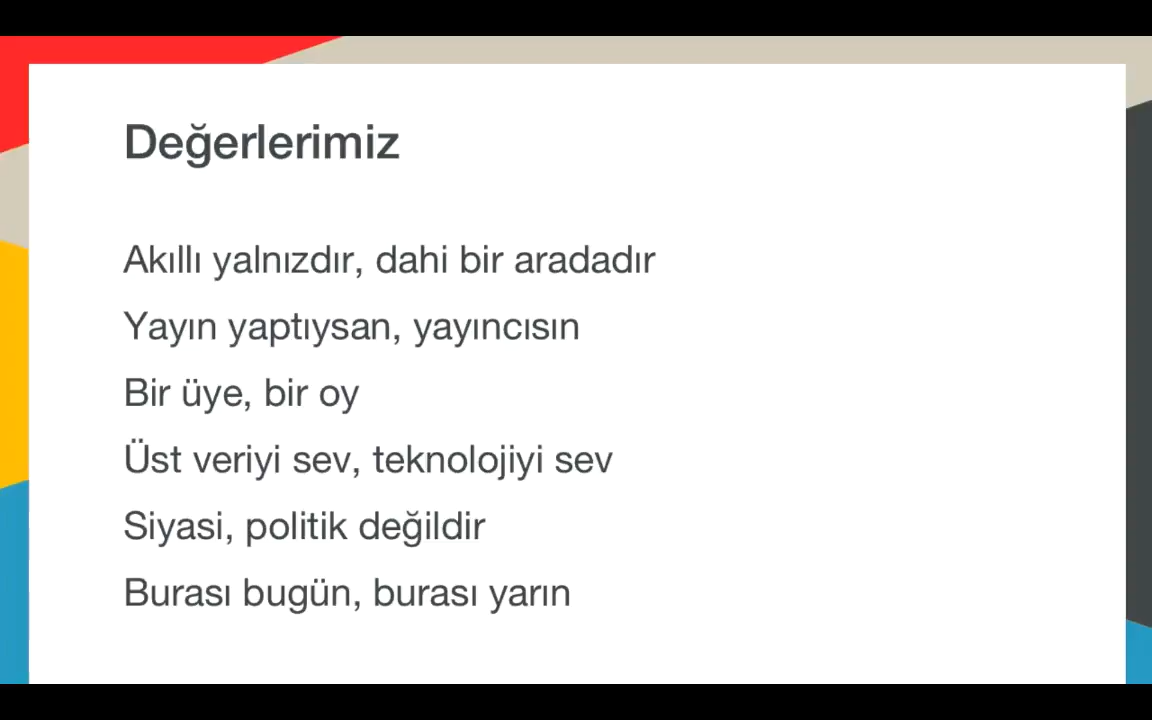 Değerlerimiz
Akıllı yalnızdır, dahi bir aradadır
Yayın yaptıysan, yayıncısın
Bir üye, bir oy
Üst veriyi sev, teknolojiyi sev
Siyasi, politik değildir
Burası bugün, burası yarın